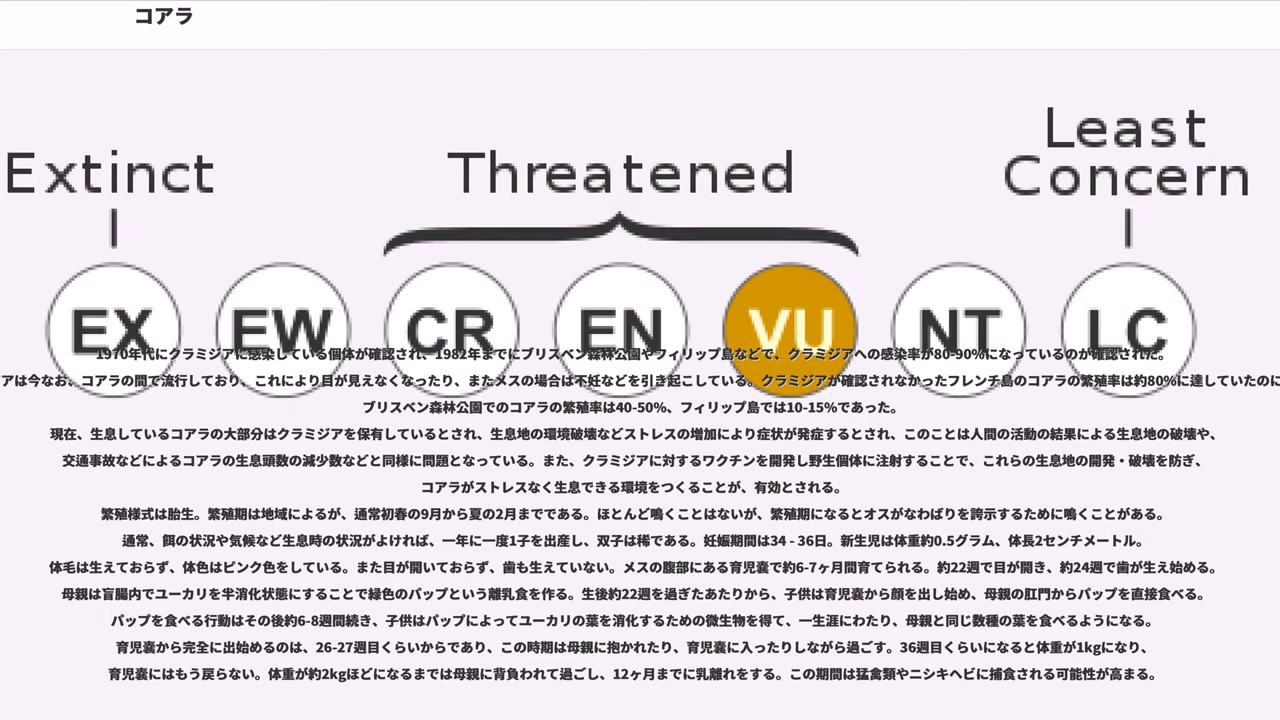 コアラ
Extinct
Threatened
Least
Concern
EX EW CR EN VU NT LC
1970年代にクラミジアに感染している個体が確認され、1982年までにブリスベン森林公園やフィリップ島などで、クラミジアへの感染率が80-90%になっているのが確認された。
アは今なお、コアラの間で流行しており、これにより目が見えなくなったり、またメスの場合は不妊などを引き起こしている。クラミジアが確認されなかったフレンチ島のコアラの繁殖率は約80%に達していたのに
ブリスベン森林公園でのコアラの繁殖率は40-50%、フィリップ島では10-15%であった。
現在、生息しているコアラの大部分はクラミジアを保有しているとされ、生息地の環境破壊などストレスの増加により症状が発症するとされ、このことは人間の活動の結果による生息地の破壊や、
交通事故などによるコアラの生息頭数の減少数などと同様に問題となっている。また、クラミジアに対するワクチンを開発し野生個体に注射することで、これらの生息地の開発・破壊を防ぎ、
コアラがストレスなく生息できる環境をつくることが、有効とされる。
繁殖様式は胎生。繁殖期は地域によるが、通常初春の9月から夏の2月までである。ほとんど鳴くことはないが、繁殖期になるとオスがなわばりを誇示するために鳴くことがある。
通常、餌の状況や気候など生息時の状況がよければ、一年に一度1子を出産し、双子は稀である。妊娠期間は34 - 36日。新生児は体重約0.5グラム、体長2センチメートル。
体毛は生えておらず、体色はピンク色をしている。また目が開いておらず、歯も生えていない。メスの腹部にある育児嚢で約6-7ヶ月間育てられる。約22週で目が開き、約24週で歯が生え始める。
母親は盲腸内でユーカリを半消化状態にすることで緑色のパップという離乳食を作る。生後約22週を過ぎたあたりから、子供は育児嚢から顔を出し始め、母親の肛門からパップを直接食べる。
パップを食べる行動はその後約6-8週間続き、子供はパップによってユーカリの葉を消化するための微生物を得て、一生涯にわたり、母親と同じ数種の葉を食べるようになる。
育児嚢から完全に出始めるのは、26-27週目くらいからであり、この時期は母親に抱かれたり、育児嚢に入ったりしながら過ごす。36週目くらいになると体重が1kgになり、
育児嚢にはもう戻らない。体重が約2kgほどになるまでは母親に背負われて過ごし、12ヶ月までに乳離れをする。この期間は猛禽類やニシキヘビに捕食される可能性が高まる。